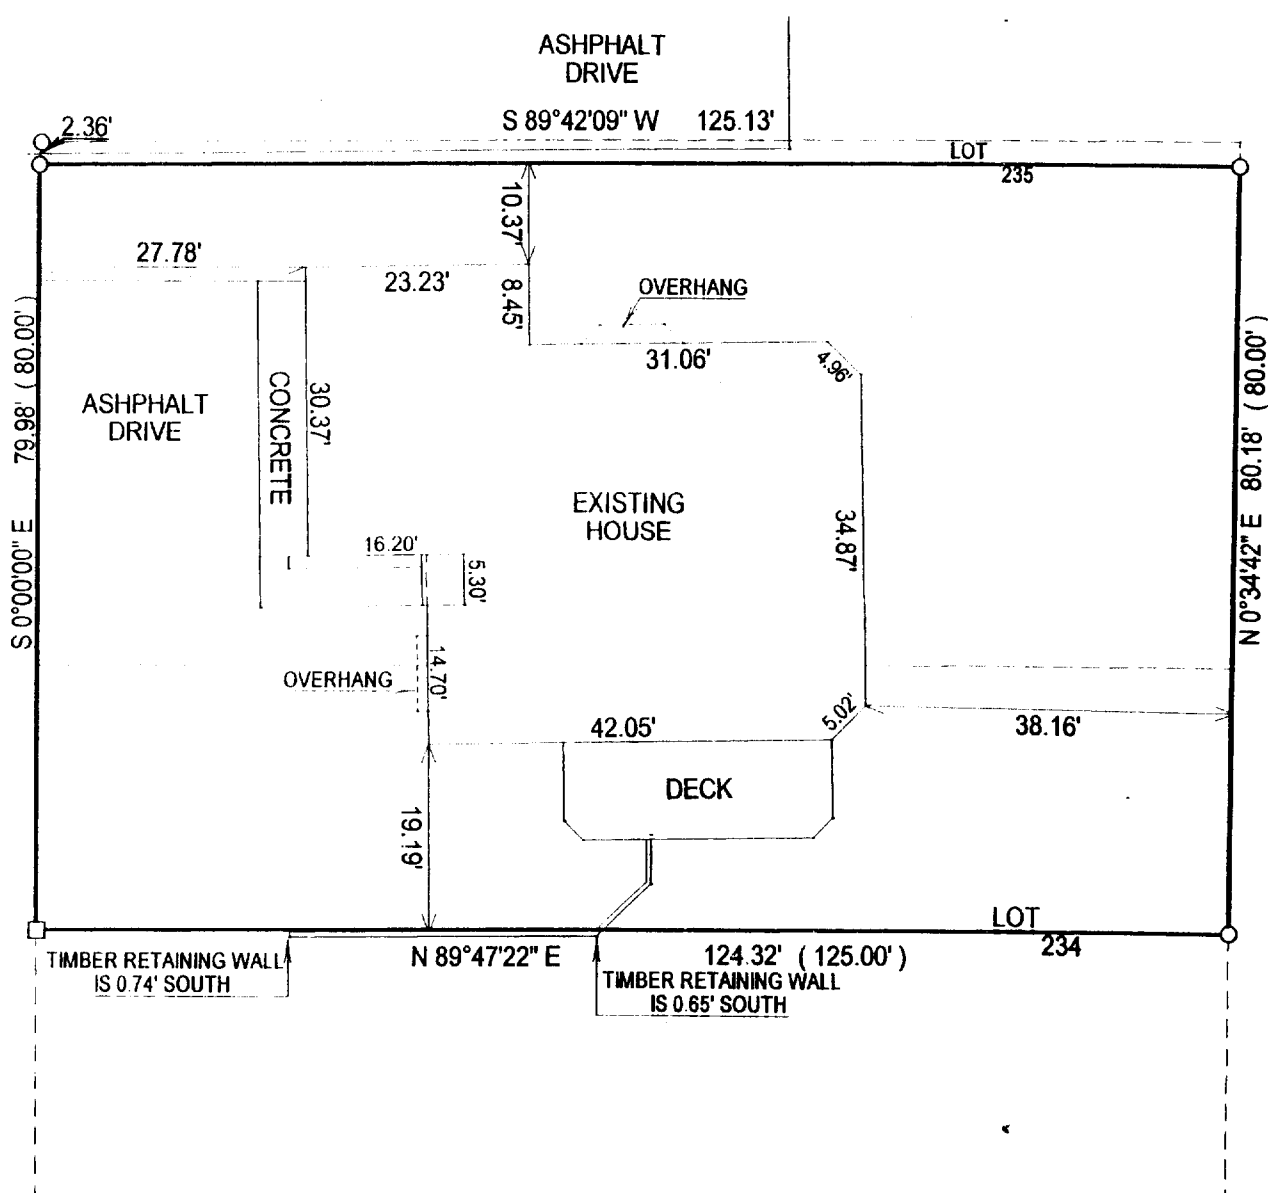 ASHPHALT
DRIVE
S 89°42'09" W 125.13'
2.36'
LOT
235
10.37'
27.78'
23.23'
8.45'
OVERHANG
31.06'
4.96'
S 0°00'00" E 79.98' ( 80.00' )
ASHPHALT
DRIVE
CONCRETE
30.37'
EXISTING
HOUSE
34.87'
N 0°34'42" E 80.18' ( 80.00' )
16.20'
5.30'
14.70'
OVERHANG
42.05'
5.02'
38.16'
DECK
19.19'
LOT
234
N 89°47'22" E 124.32' ( 125.00' )
TIMBER RETAINING WALL
IS 0.74' SOUTH
TIMBER RETAINING WALL
IS 0.65' SOUTH